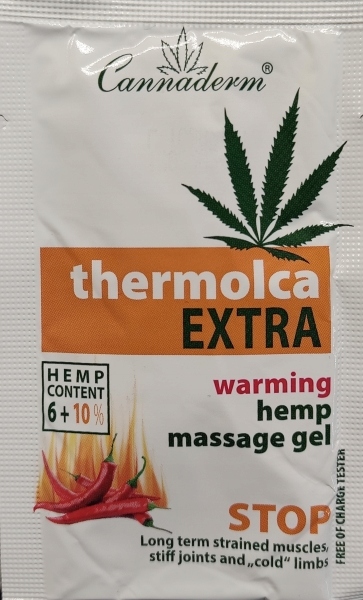 Cannaderm®
thermolca
EXTRA
HEMP
CONTENT
6 + 10 %
warming
hemp
massage gel
STOP
Long term strained muscles,
stiff joints and „cold“ limbs
FREE OF CHARGE TESTER